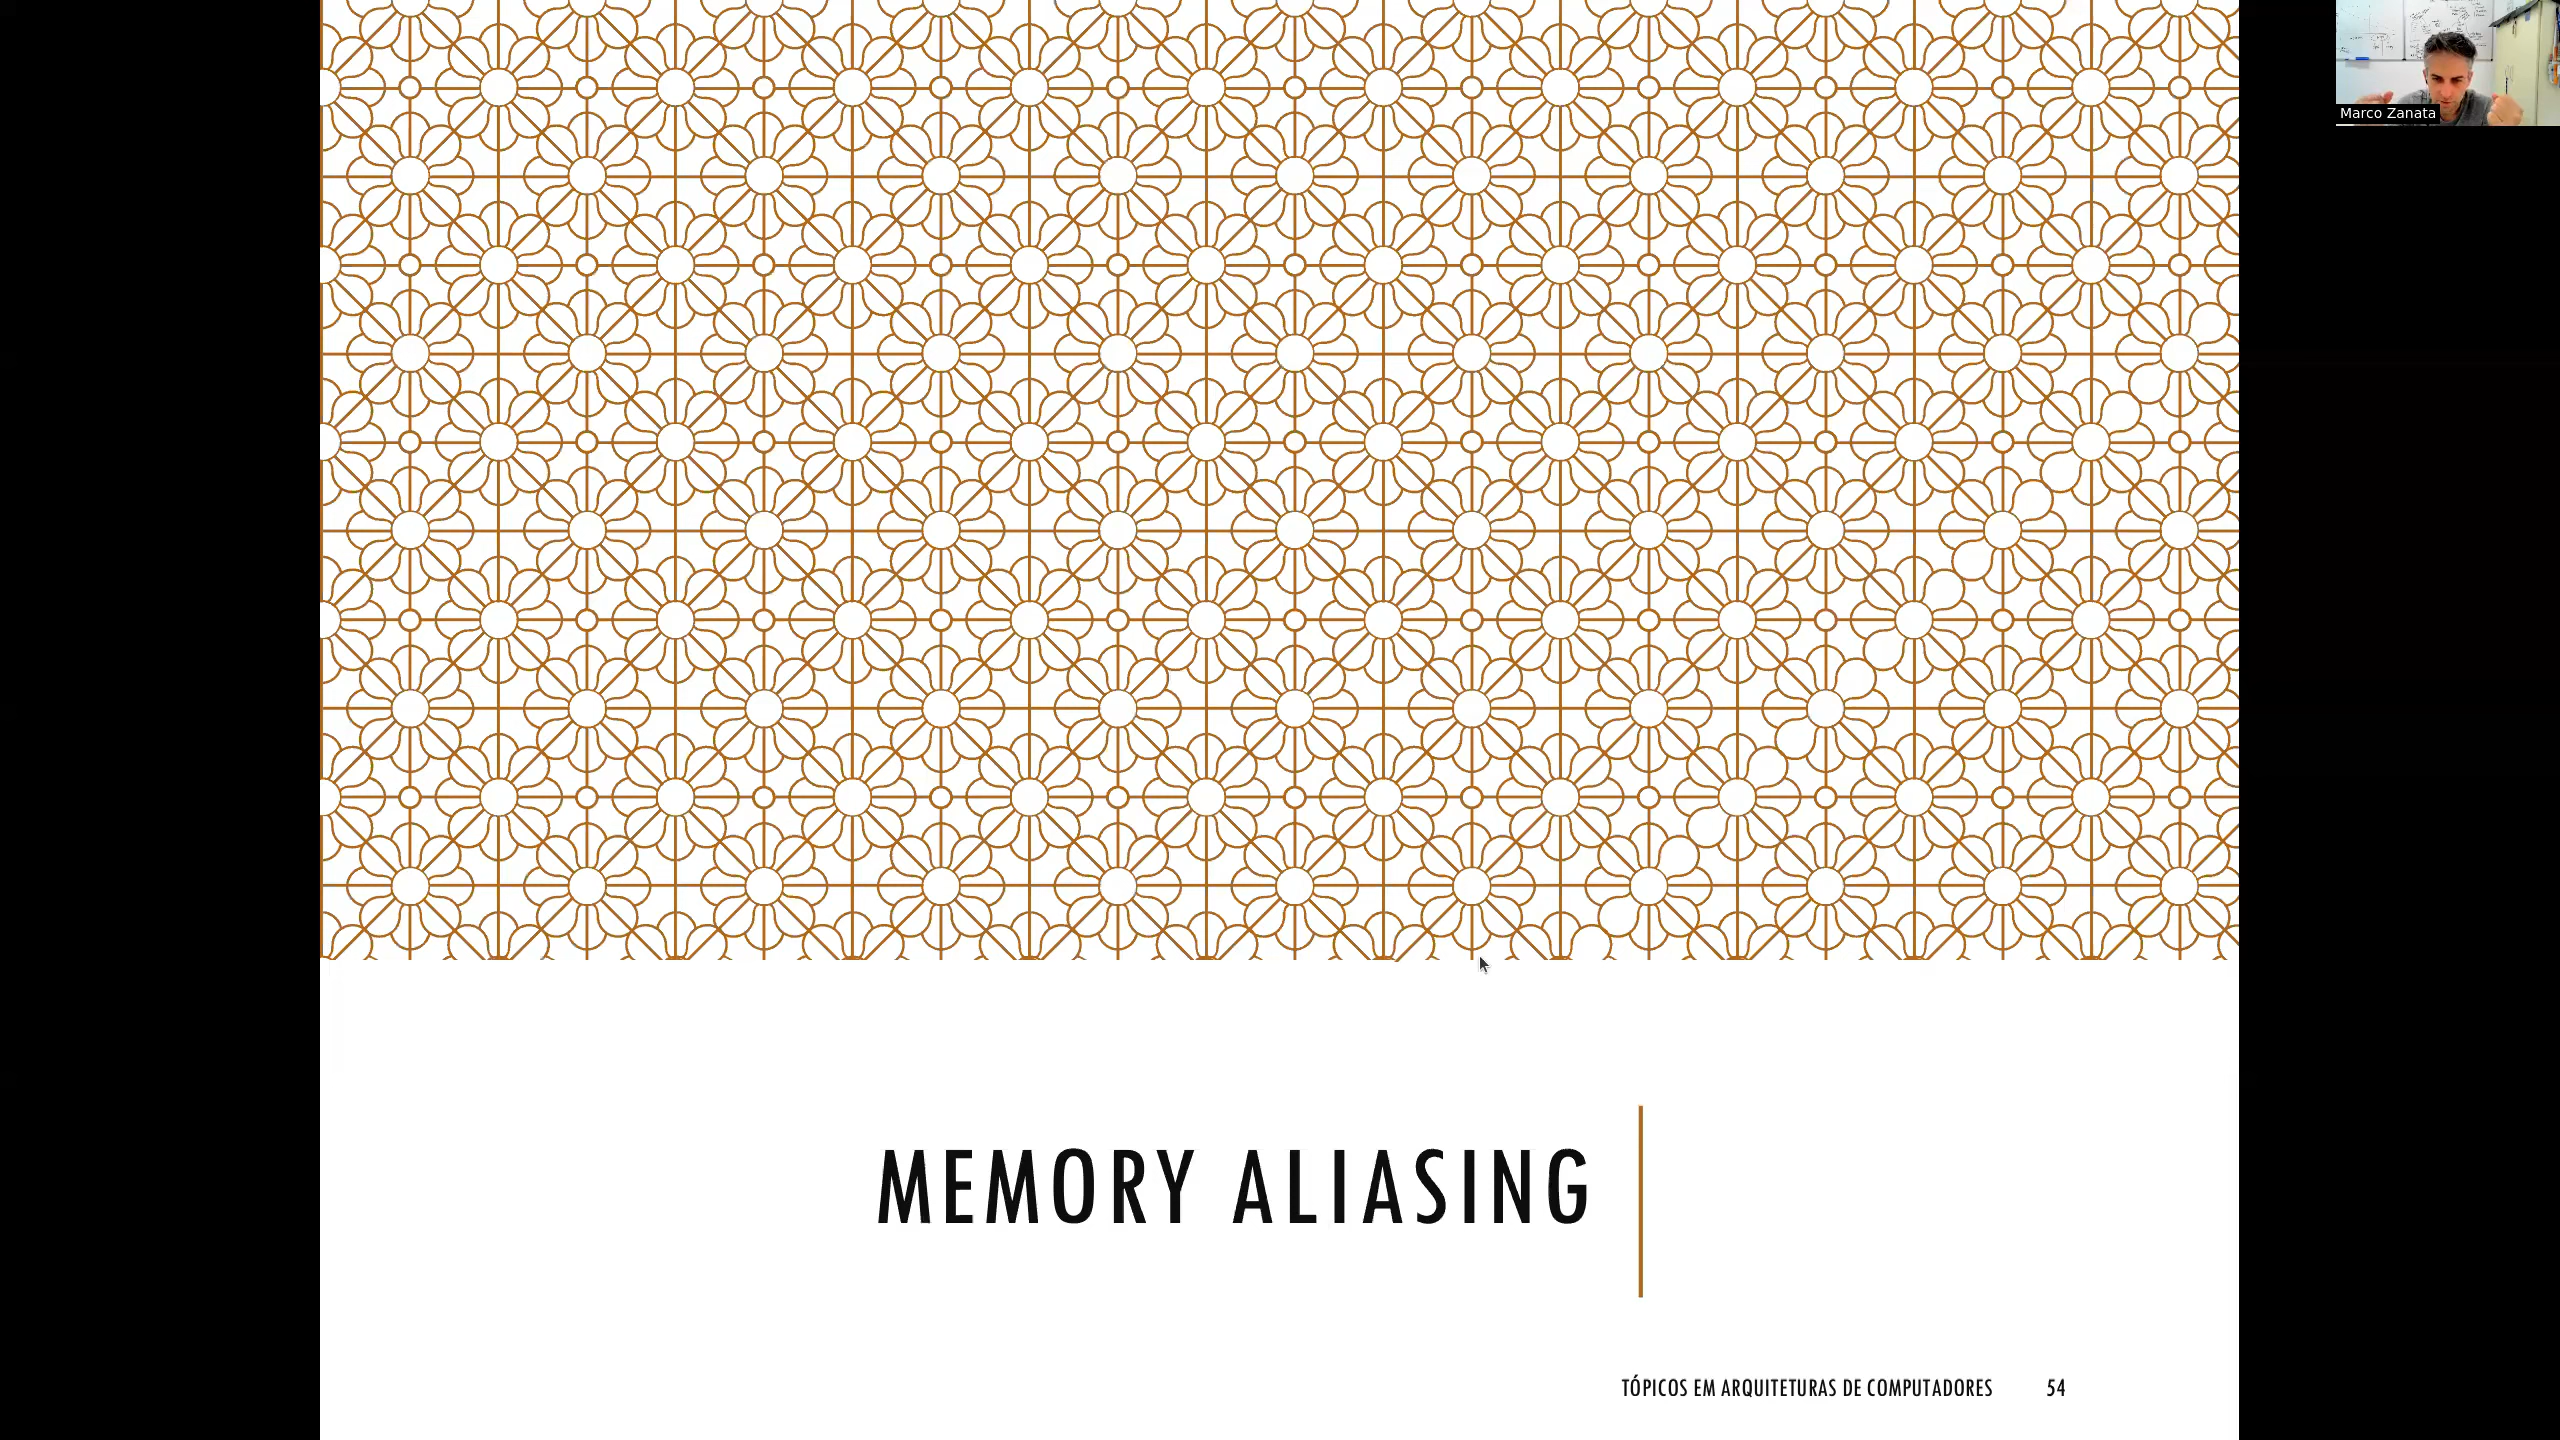 Marco Zanata
MEMORY ALIASING
TÓPICOS EM ARQUITETURAS DE COMPUTADORES 54